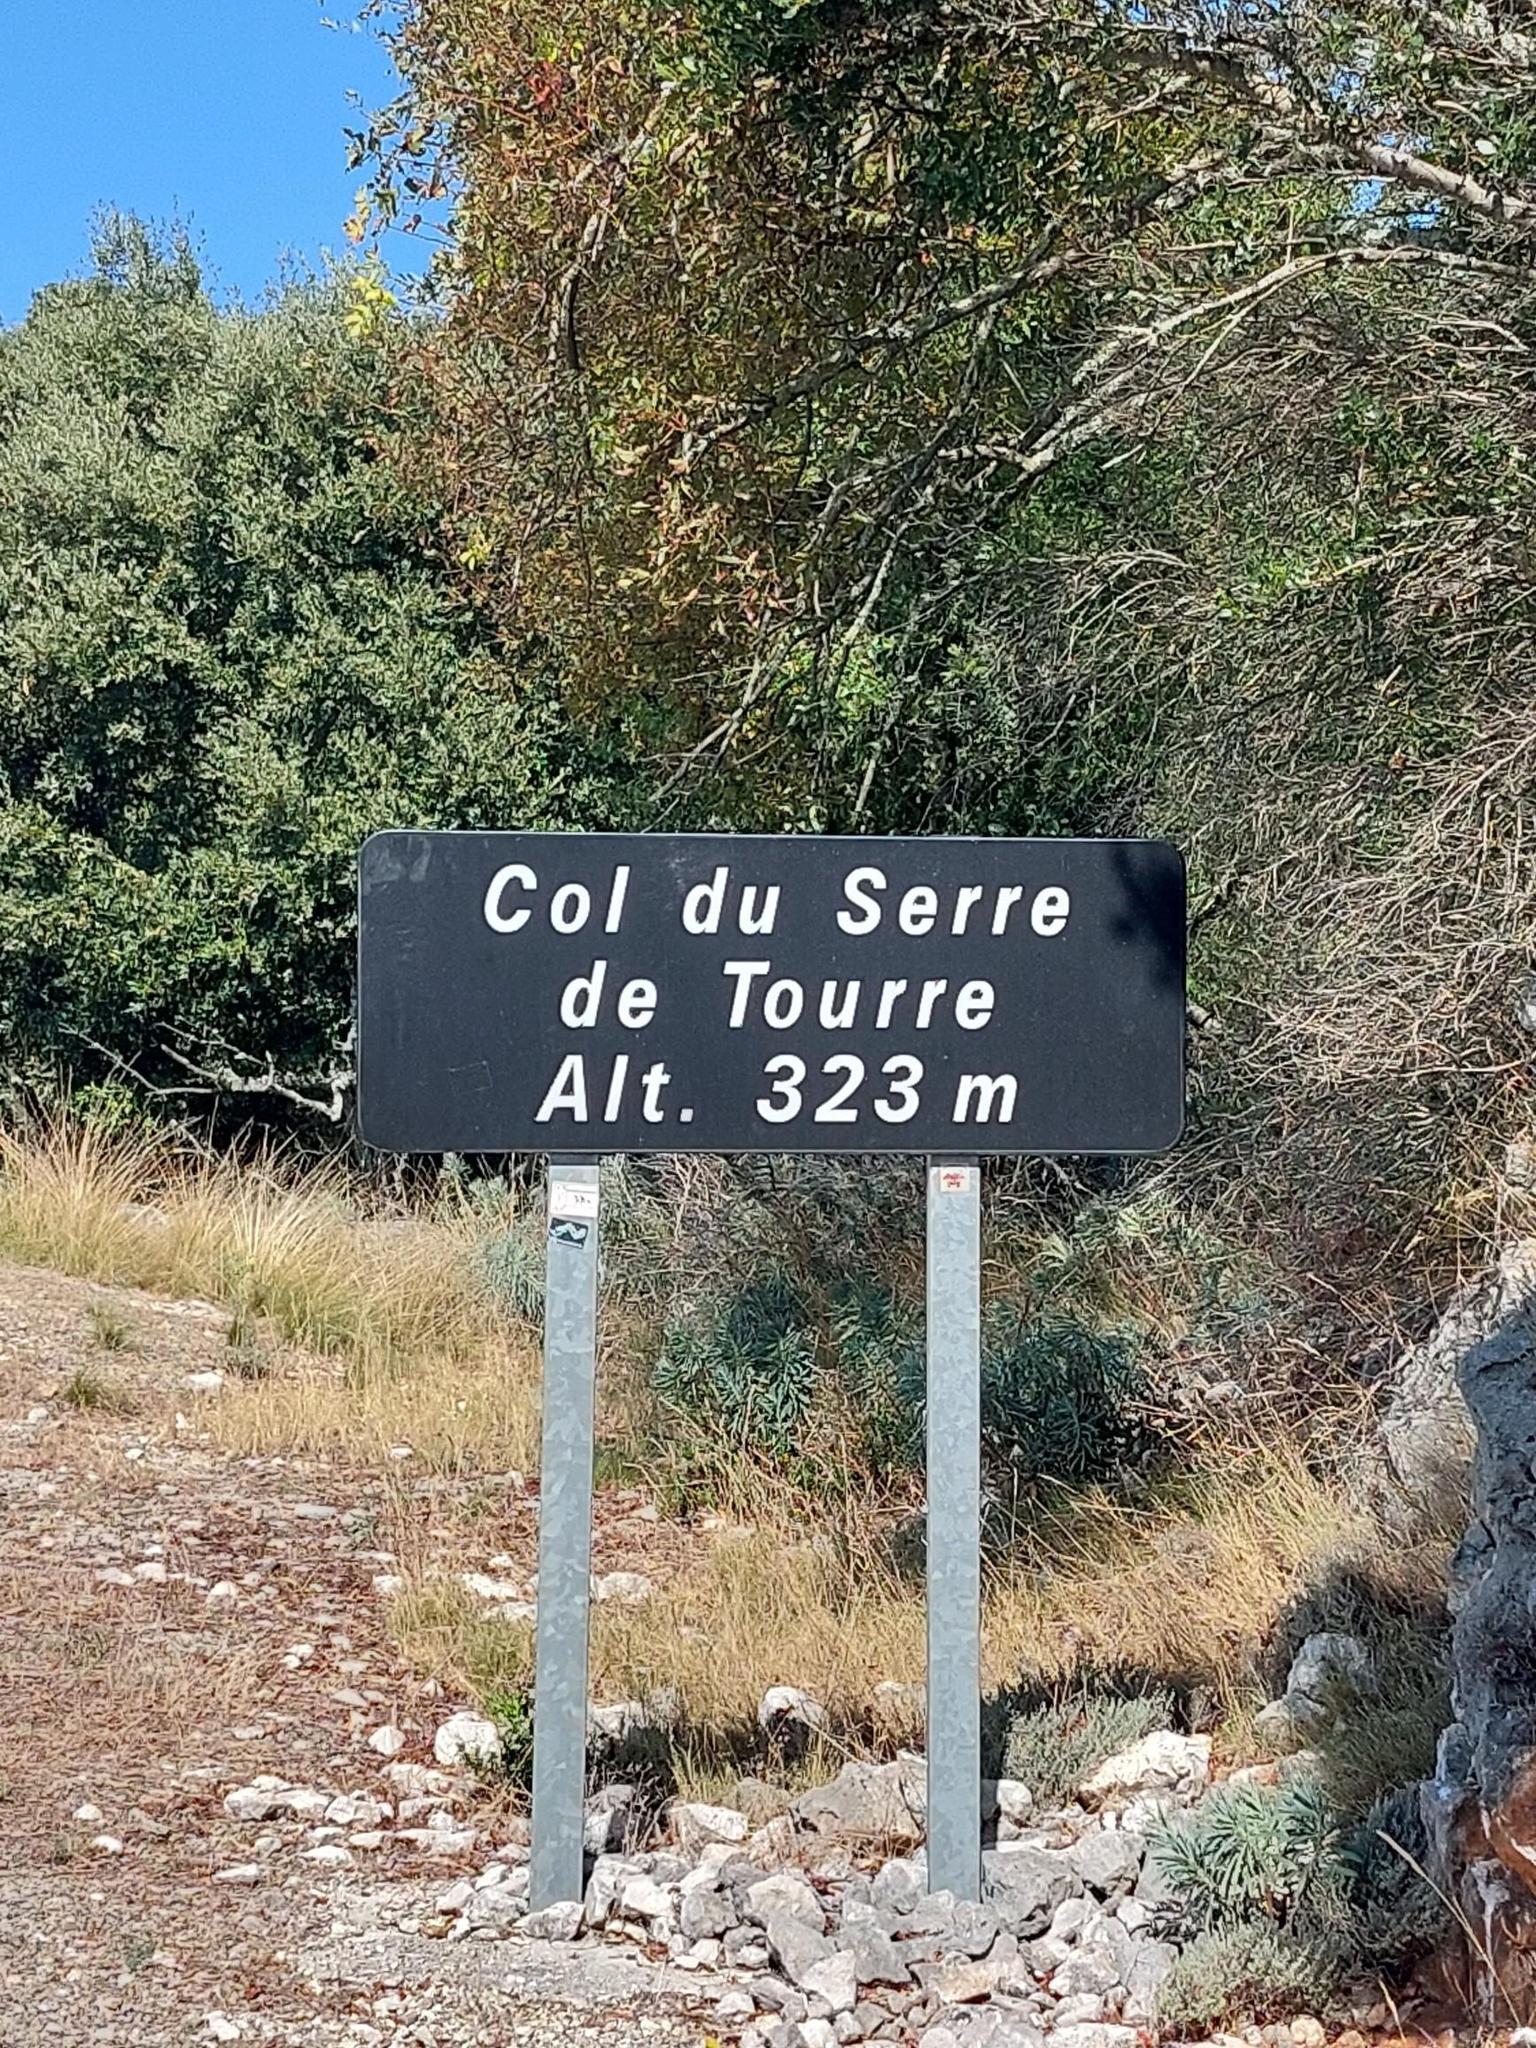 Col du Serre
de Tourre
Alt. 323 m